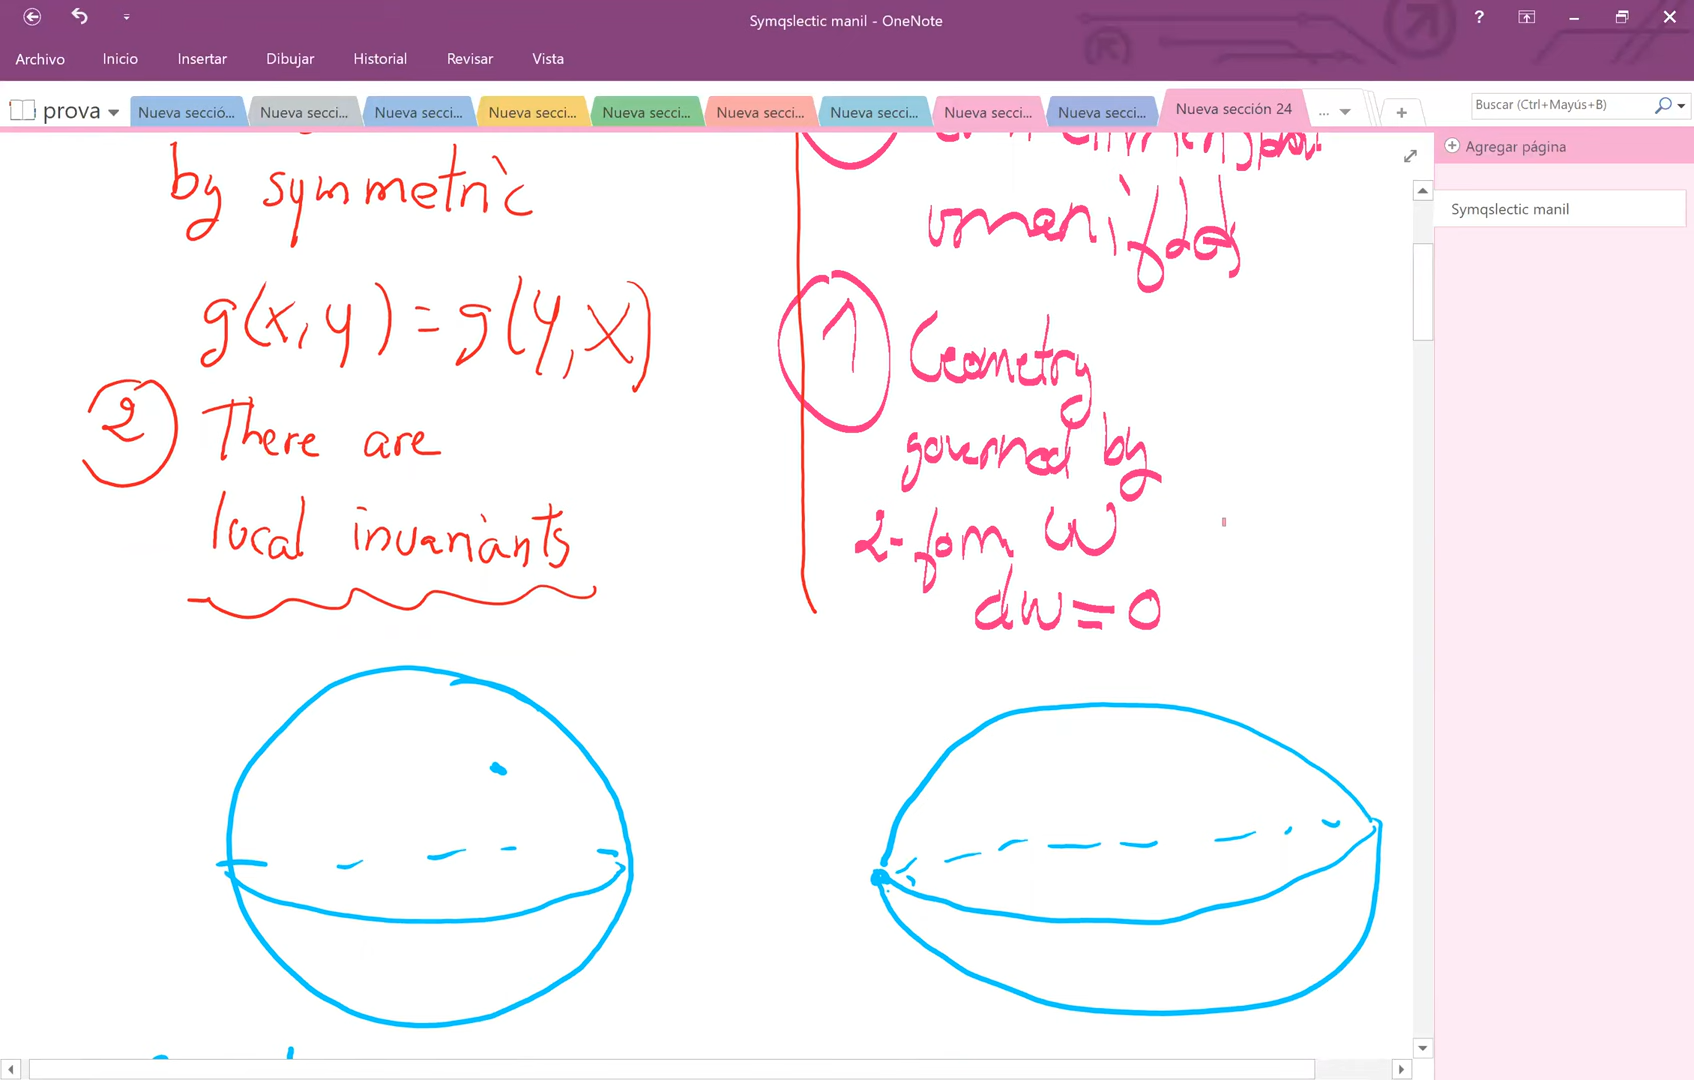 Symqslectic manil - OneNote
?
Archivo Inicio Insertar Dibujar Historial Revisar Vista
prova
Nueva secció... Nueva secci... Nueva secci... Nueva secci... Nueva secci... Nueva secci... Nueva secci... Nueva secci... Nueva secci... Nueva sección 24 ...
Buscar (Ctrl+Mayús+B)
Agregar página
Symqslectic manil
by symmetric
g(x,y) = g(y,x)
2 There are
local invariants
manifolds
1 Geometry
governed by
2-form ω
dω=0